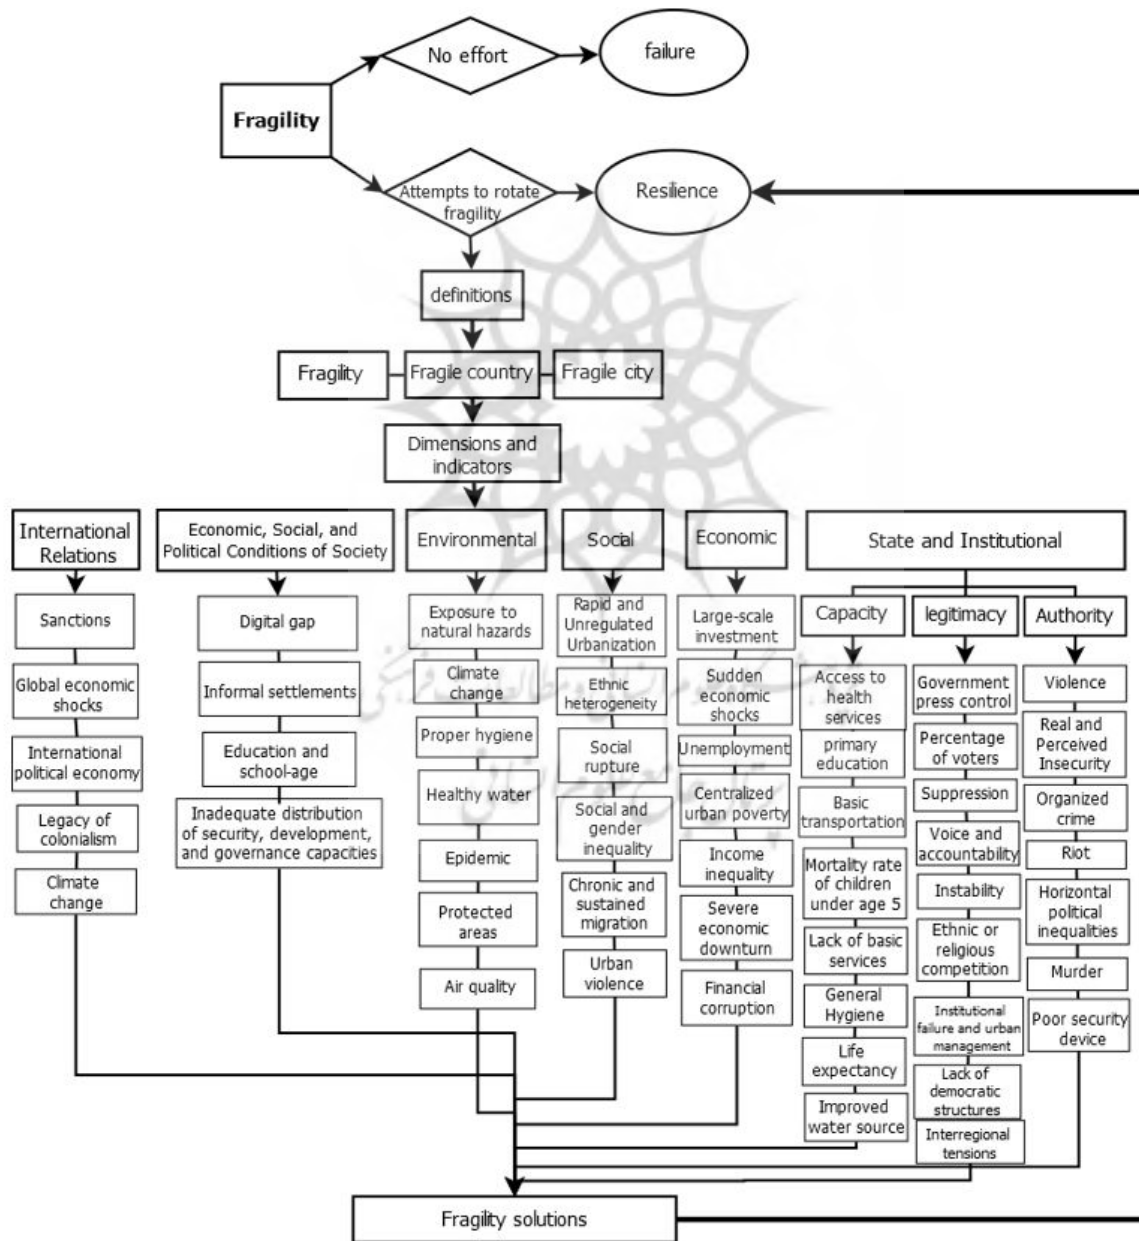 No effort
failure
Fragility
Attempts to rotate
fragility
Resilience
definitions
Fragility
Fragile country
Fragile city
Dimensions and
indicators
International
Relations
Sanctions
Global economic
shocks
International
political economy
Legacy of
colonialism
Climate
change
Economic, Social, and
Political Conditions of Society
Digital gap
Informal settlements
Education and
school-age
Inadequate distribution
of security, development,
and governance capacities
Environmental
Exposure to
natural hazards
Climate
change
Proper hygiene
Healthy water
Epidemic
Protected
areas
Air quality
Social
Rapid and
Unregulated
Urbanization
Ethnic
heterogeneity
Social
rupture
Social and
gender
inequality
Chronic and
sustained
migration
Urban
violence
Economic
Large-scale
investment
Sudden
economic
shocks
Unemployment
Centralized
urban poverty
Income
inequality
Severe
economic
downturn
Financial
corruption
State and Institutional
Capacity
Access to
health
services
primary
education
Basic
transportation
Mortality rate
of children
under age 5
Lack of basic
services
General
Hygiene
Life
expectancy
Improved
water source
legitimacy
Government
press control
Percentage
of voters
Suppression
Voice and
accountability
Instability
Ethnic or
religious
competition
Institutional
failure and urban
management
Lack of
democratic
structures
Interregional
tensions
Authority
Violence
Real and
Perceived
Insecurity
Organized
crime
Riot
Horizontal
political
inequalities
Murder
Poor security
device
Fragility solutions